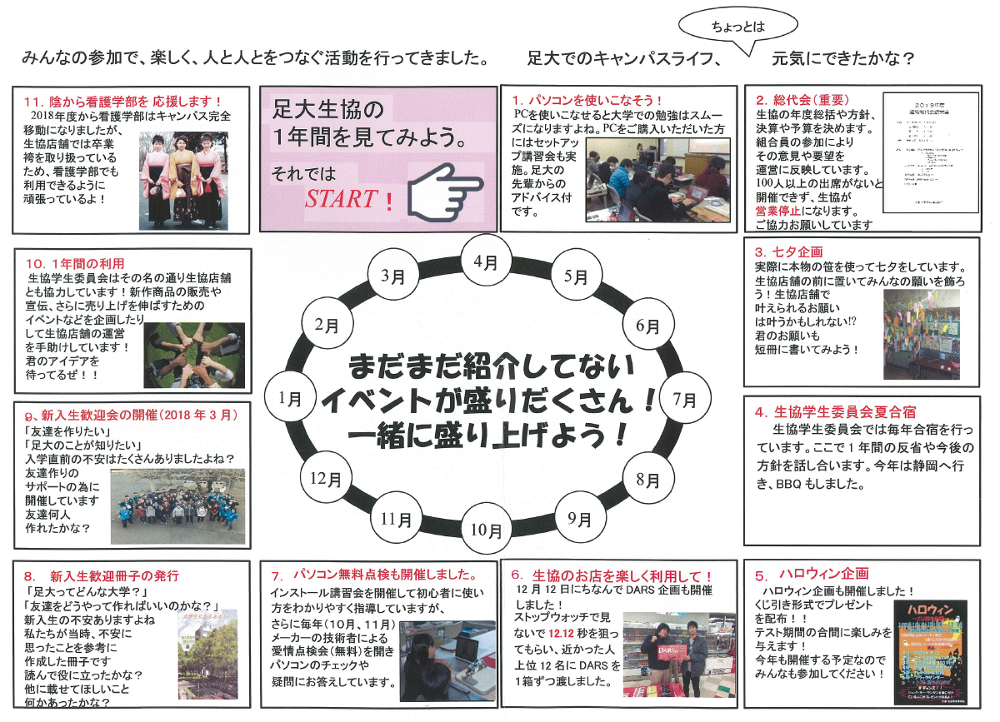 ちょっとは
みんなの参加で、楽しく、人と人とをつなぐ活動を行ってきました。
足大でのキャンパスライフ、
元気にできたかな？
足大生協の
１年間を見てみよう。
それでは
START！
1. パソコンを使いこなそう！
PCを使いこなせると大学での勉強はスムー
ズになりますよね。PCをご購入いただいた方
にはセットアッ
プ講習会も実
施。足大の
先輩からの
アドバイス付
です。
2. 総代会（重要）
生協の年度総括や方針、
決算や予算を決めます。
組合員の参加により
その意見や要望を
運営に反映しています。
100人以上の出席がないと
開催できず、生協が
営業停止になります。
ご協力お願いしています
3. 七夕企画
実際に本物の笹を使って七夕をしています。
生協店舗の前に置いてみんなの願いを飾ろ
う！生協店舗で
叶えられるお願い
は叶うかもしれない!?
君のお願いも
短冊に書いてみよう！
4. 生協学生委員会夏合宿
生協学生委員会では毎年合宿を行っ
ています。ここで１年間の反省や今後の
方針を話し合います。今年は静岡へ行
き、BBQもしました。
5. ハロウィン企画
ハロウィン企画も開催しました！
くじ引き形式でプレゼント
を配布！！
テスト期間の合間に楽しみを
与えます！
今年も開催する予定なので
みんなも参加してください！
ハロウィン
6. 生協のお店を楽しく利用して！
12月12日にちなんでDARS企画も開催
しました！
ストップウォッチで見
ないで12.12秒を狙っ
てもらい、近かった人
上位12名にDARSを
１箱ずつ渡しました。
DARS
7. パソコン無料点検も開催しました。
インストール講習会を開催して初心者に使い
方をわかりやすく指導していますが、
さらに毎年（10月、11月）
メーカーの技術者による
愛情点検会（無料）を開き
パソコンのチェックや
疑問にお答えしています。
8. 新入生歓迎冊子の発行
「足大ってどんな大学？」
「友達をどうやって作ればいいのかな？」
新入生の不安ありますよね
私たちが当時、不安に
思ったことを参考に
作成した冊子です
読んで役に立ったかな？
他に載せてほしいこと
何かあったかな？
9、新入生歓迎会の開催（2018年3月）
「友達を作りたい」
「足大のことが知りたい」
入学直前の不安はたくさんありましたよね？
友達作りの
サポートの為に
開催しています
友達何人
作れたかな？
10. １年間の利用
生協学生委員会はその名の通り生協店舗
とも協力しています！新作商品の販売や
宣伝、さらに売り上げを伸ばすための
イベントなどを企画したり
して生協店舗の運営
を手助けしています！
君のアイデアを
待ってるぜ！！
11. 陰から看護学部を 応援します！
2018年度から看護学部はキャンパス完全
移動になりましたが、
生協店舗では卒業
袴を取り扱っている
ため、看護学部でも
利用できるように
頑張っているよ！
4月
5月
6月
7月
8月
9月
10月
11月
12月
1月
2月
3月
まだまだ紹介してない
イベントが盛りだくさん！
一緒に盛り上げよう！